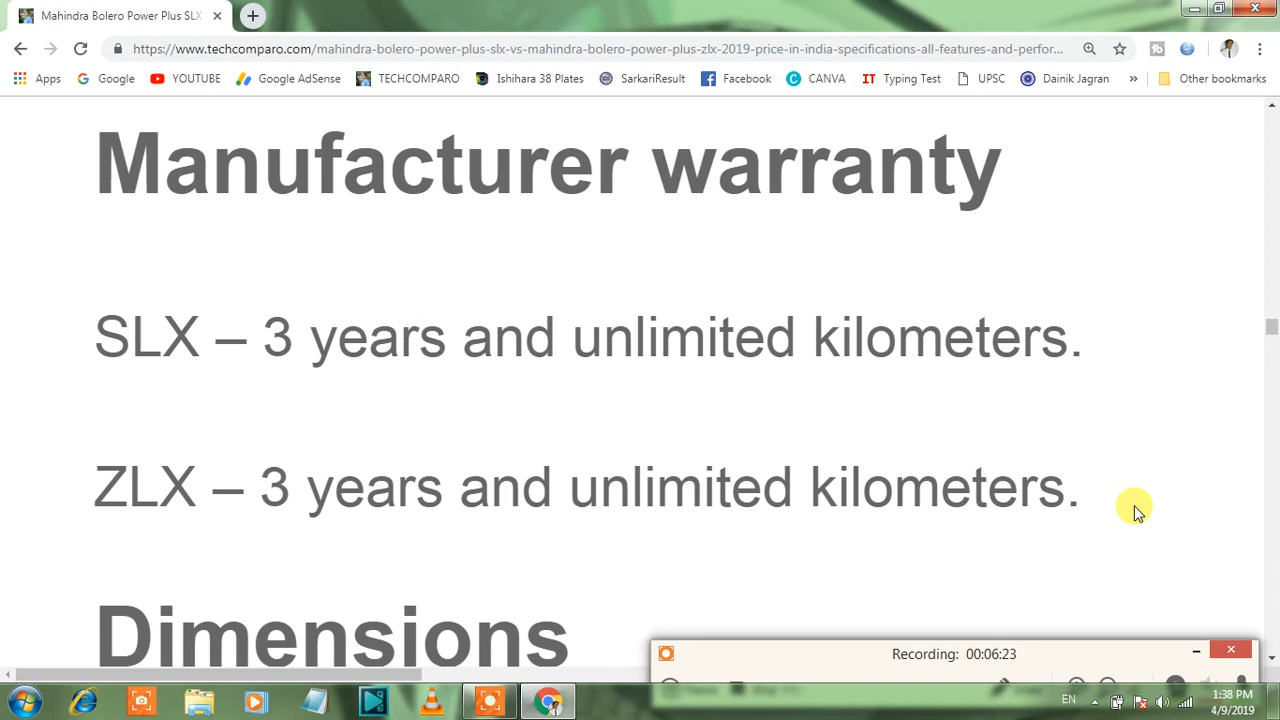 Mahindra Bolero Power Plus SLX
https://www.techcomparo.com/mahindra-bolero-power-plus-slx-vs-mahindra-bolero-power-plus-zlx-2019-price-in-india-specifications-all-features-and-perfor...
Apps Google YOUTUBE Google AdSense TECHCOMPARO Ishihara 38 Plates SarkariResult Facebook CANVA IT Typing Test UPSC Dainik Jagran » Other bookmarks
Manufacturer warranty
SLX – 3 years and unlimited kilometers.
ZLX – 3 years and unlimited kilometers.
Dimensions
Recording: 00:06:23
EN
1:38 PM
4/9/2019